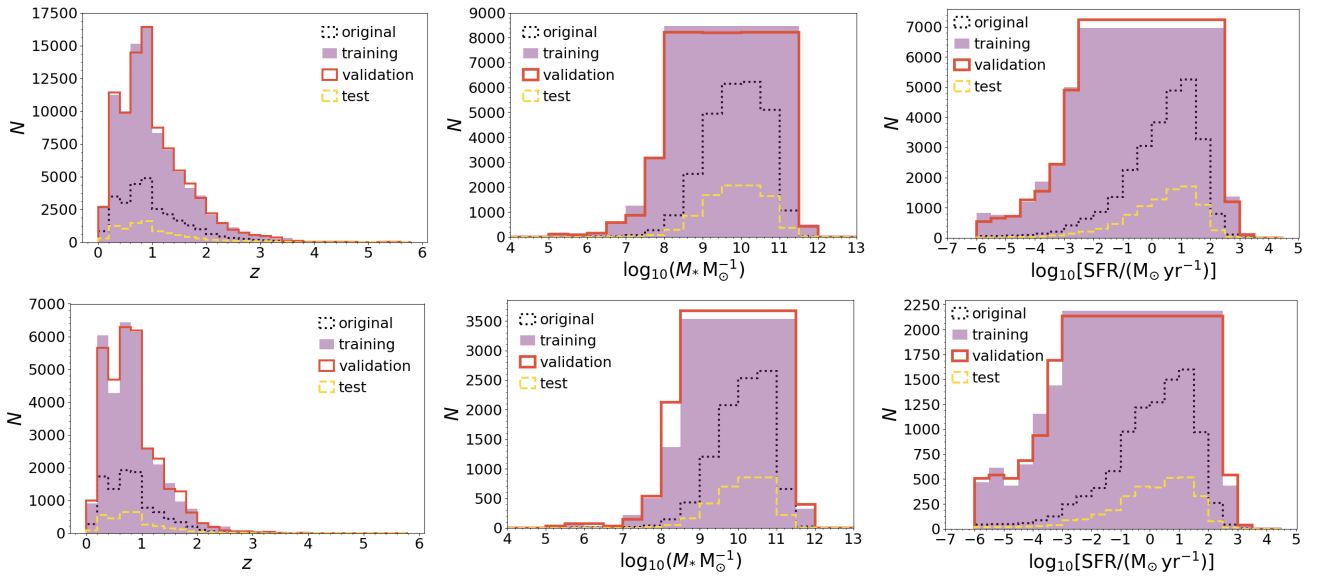 17500
15000
12500
10000
7500
5000
2500
0
N
0 1 2 3 4 5 6
z
original
training
validation
test
9000
8000
7000
6000
5000
4000
3000
2000
1000
0
N
4 5 6 7 8 9 10 11 12 13
log₁₀(M* M⊙⁻¹)
original
training
validation
test
7000
6000
5000
4000
3000
2000
1000
0
N
−7 −6 −5 −4 −3 −2 −1 0 1 2 3 4 5
log₁₀[SFR/(M⊙ yr⁻¹)]
original
training
validation
test
7000
6000
5000
4000
3000
2000
1000
0
N
0 1 2 3 4 5 6
z
original
training
validation
test
3500
3000
2500
2000
1500
1000
500
0
N
4 5 6 7 8 9 10 11 12 13
log₁₀(M* M⊙⁻¹)
original
training
validation
test
2250
2000
1750
1500
1250
1000
750
500
250
0
N
−7 −6 −5 −4 −3 −2 −1 0 1 2 3 4 5
log₁₀[SFR/(M⊙ yr⁻¹)]
original
training
validation
test